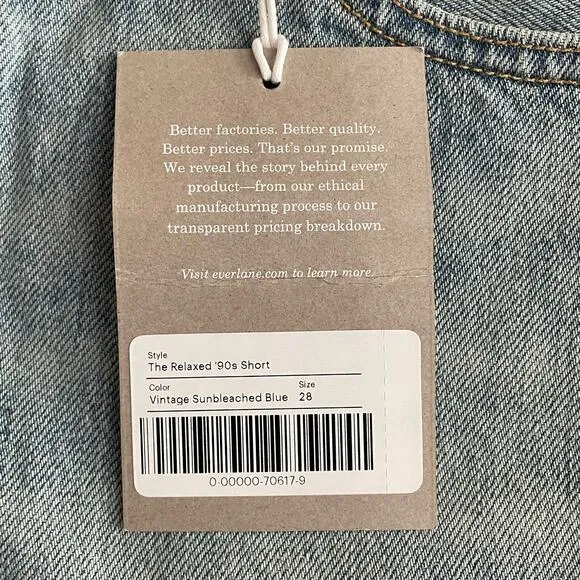 Better factories. Better quality.
Better prices. That's our promise.
We reveal the story behind every
product—from our ethical
manufacturing process to our
transparent pricing breakdown.
Visit everlane.com to learn more.
Style
The Relaxed '90s Short
Color Size
Vintage Sunbleached Blue 28
0-00000-70617-9